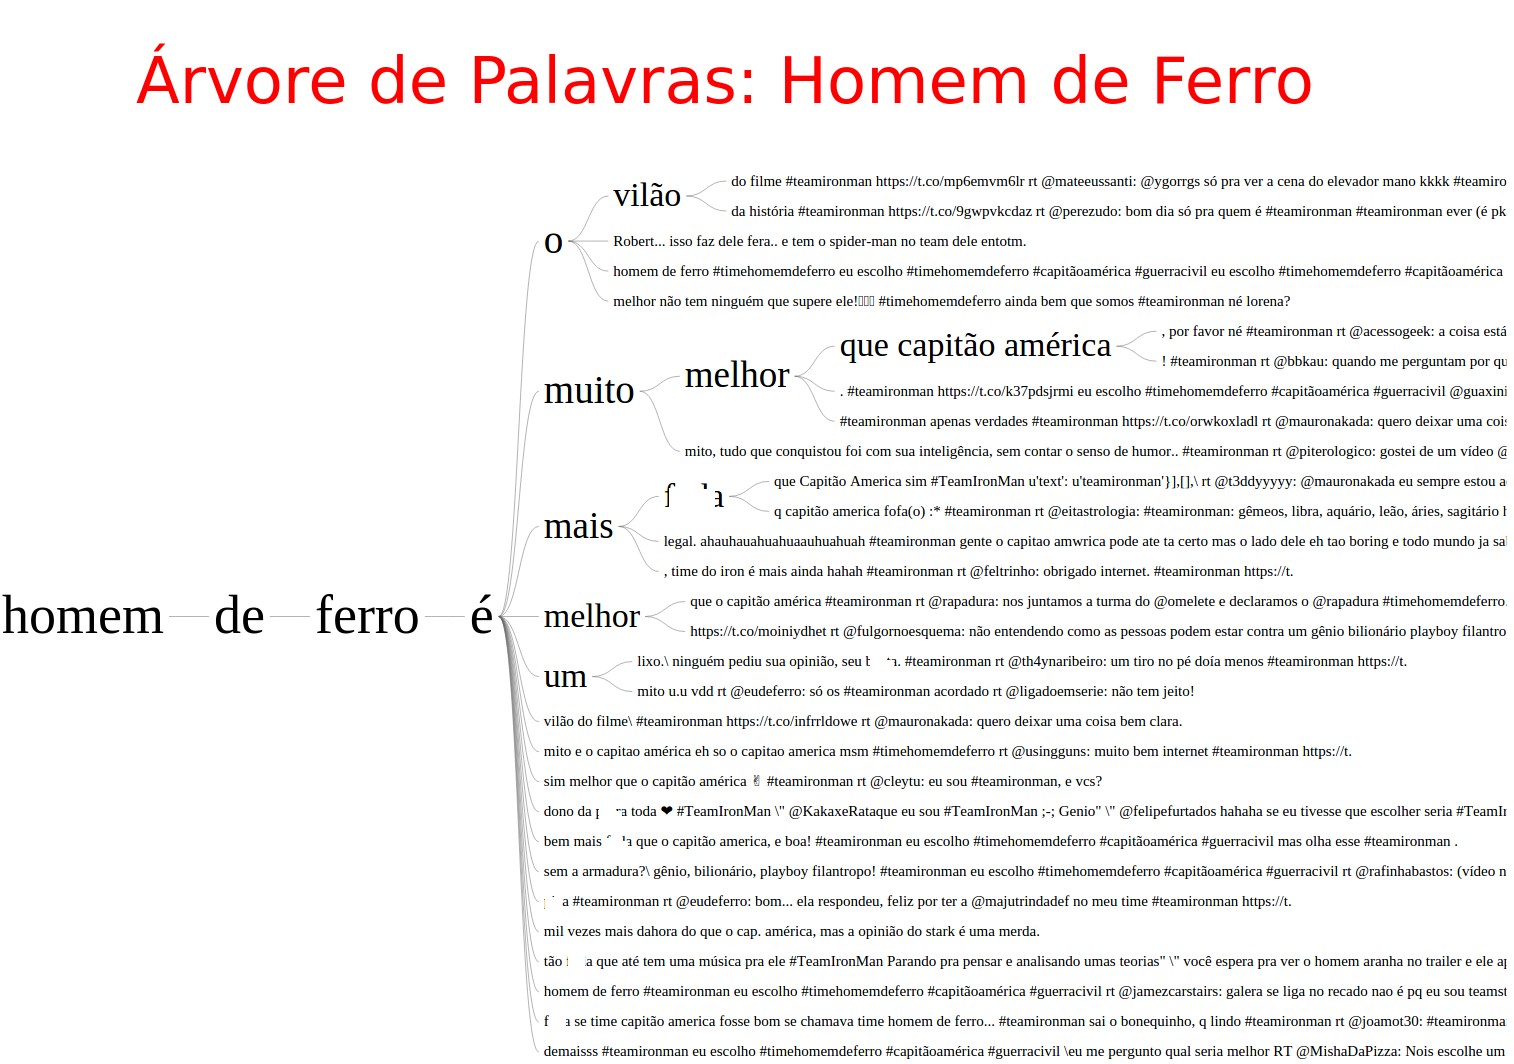 Árvore de Palavras: Homem de Ferro
homem de ferro é
o
vilão
do filme #teamironman https://t.co/mp6emvm6lr rt @mateeussanti: @ygorrgs só pra ver a cena do elevador mano kkkk #teamiro
da história #teamironman https://t.co/9gwpvkcdaz rt @perezudo: bom dia só pra quem é #teamironman #teamironman ever (é pk
Robert... isso faz dele fera.. e tem o spider-man no team dele entotm.
homem de ferro #timehomemdeferro eu escolho #timehomemdeferro #capitãoamérica #guerracivil eu escolho #timehomemdeferro #capitãoamérica
melhor não tem ninguém que supere ele! #timehomemdeferro ainda bem que somos #teamironman né lorena?
muito
melhor
que capitão américa
, por favor né #teamironman rt @acessogeek: a coisa está
! #teamironman rt @bbkau: quando me perguntam por qu
. #teamironman https://t.co/k37pdsjrmi eu escolho #timehomemdeferro #capitãoamérica #guerracivil @guaxini
#teamironman apenas verdades #teamironman https://t.co/orwkoxladl rt @mauronakada: quero deixar uma cois
mito, tudo que conquistou foi com sua inteligência, sem contar o senso de humor.. #teamironman rt @piterologico: gostei de um vídeo @
mais
que Capitão America sim #TeamIronMan u'text': u'teamironman'}],[],\ rt @t3ddyyyyy: @mauronakada eu sempre estou a
q capitão america fofa(o) :* #teamironman rt @eitastrologia: #teamironman: gêmeos, libra, aquário, leão, áries, sagitário h
legal. ahauhauahuahuaauhuahuah #teamironman gente o capitao amwrica pode ate ta certo mas o lado dele eh tao boring e todo mundo ja sa
, time do iron é mais ainda hahah #teamironman rt @feltrinho: obrigado internet. #teamironman https://t.
melhor
que o capitão américa #teamironman rt @rapadura: nos juntamos a turma do @omelete e declaramos o @rapadura #timehomemdeferro.
https://t.co/moiniydhet rt @fulgornoesquema: não entendendo como as pessoas podem estar contra um gênio bilionário playboy filantro
um
lixo.\ ninguém pediu sua opinião, seu #teamironman rt @th4ynaribeiro: um tiro no pé doía menos #teamironman https://t.
mito u.u vdd rt @eudeferro: só os #teamironman acordado rt @ligadoemserie: não tem jeito!
vilão do filme\ #teamironman https://t.co/infrrldowe rt @mauronakada: quero deixar uma coisa bem clara.
mito e o capitao américa eh so o capitao america msm #timehomemdeferro rt @usingguns: muito bem internet #teamironman https://t.
sim melhor que o capitão américa ✌ #teamironman rt @cleytu: eu sou #teamironman, e vcs?
dono da toda ❤ #TeamIronMan \" @KakaxeRataque eu sou #TeamIronMan ;-; Genio" \" @felipefurtados hahaha se eu tivesse que escolher seria #TeamIr
bem mais que o capitão america, e boa! #teamironman eu escolho #timehomemdeferro #capitãoamérica #guerracivil mas olha esse #teamironman .
sem a armadura?\ gênio, bilionário, playboy filantropo! #teamironman eu escolho #timehomemdeferro #capitãoamérica #guerracivil rt @rafinhabastos: (vídeo n
#teamironman rt @eudeferro: bom... ela respondeu, feliz por ter a @majutrindadef no meu time #teamironman https://t.
mil vezes mais dahora do que o cap. américa, mas a opinião do stark é uma merda.
tão que até tem uma música pra ele #TeamIronMan Parando pra pensar e analisando umas teorias" \" você espera pra ver o homem aranha no trailer e ele ap
homem de ferro #teamironman eu escolho #timehomemdeferro #capitãoamérica #guerracivil rt @jamezcarstairs: galera se liga no recado nao é pq eu sou teamst
se time capitão america fosse bom se chamava time homem de ferro... #teamironman sai o bonequinho, q lindo #teamironman rt @joamot30: #teamironma
demaisss #teamironman eu escolho #timehomemdeferro #capitãoamérica #guerracivil \eu me pergunto qual seria melhor RT @MishaDaPizza: Nois escolhe um